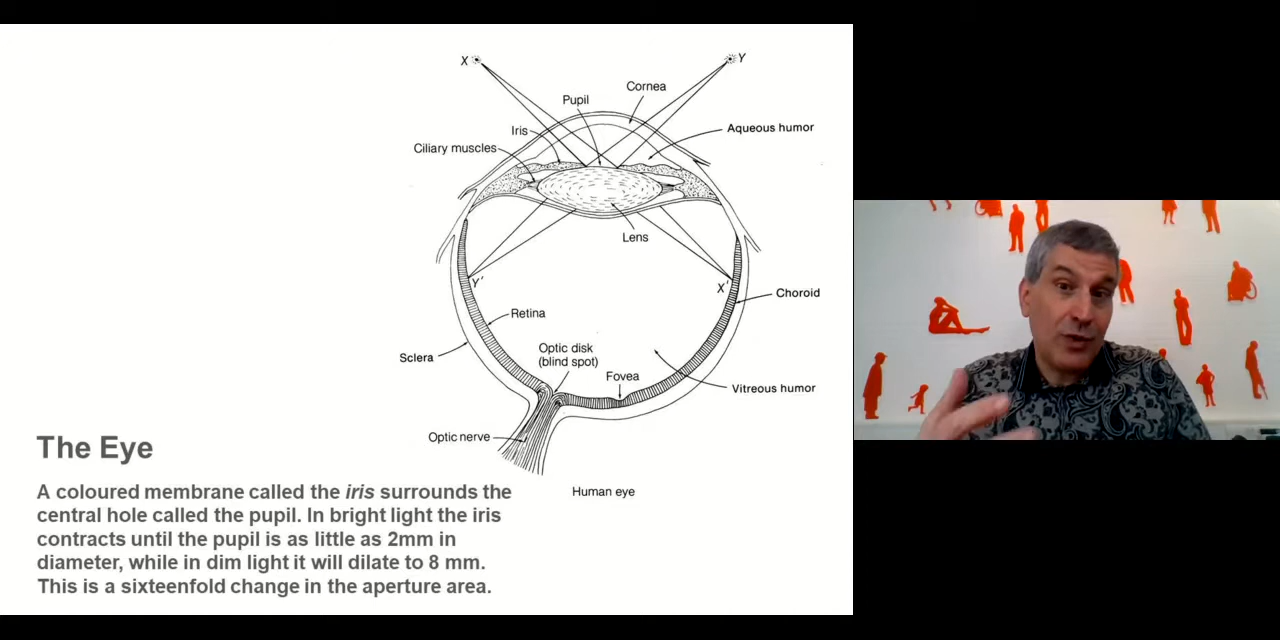 X
Y
Cornea
Pupil
Iris
Aqueous humor
Ciliary muscles
Lens
Y'
X'
Choroid
Retina
Optic disk
(blind spot)
Sclera
Fovea
Vitreous humor
Optic nerve
Human eye
The Eye
A coloured membrane called the iris surrounds the
central hole called the pupil. In bright light the iris
contracts until the pupil is as little as 2mm in
diameter, while in dim light it will dilate to 8 mm.
This is a sixteenfold change in the aperture area.